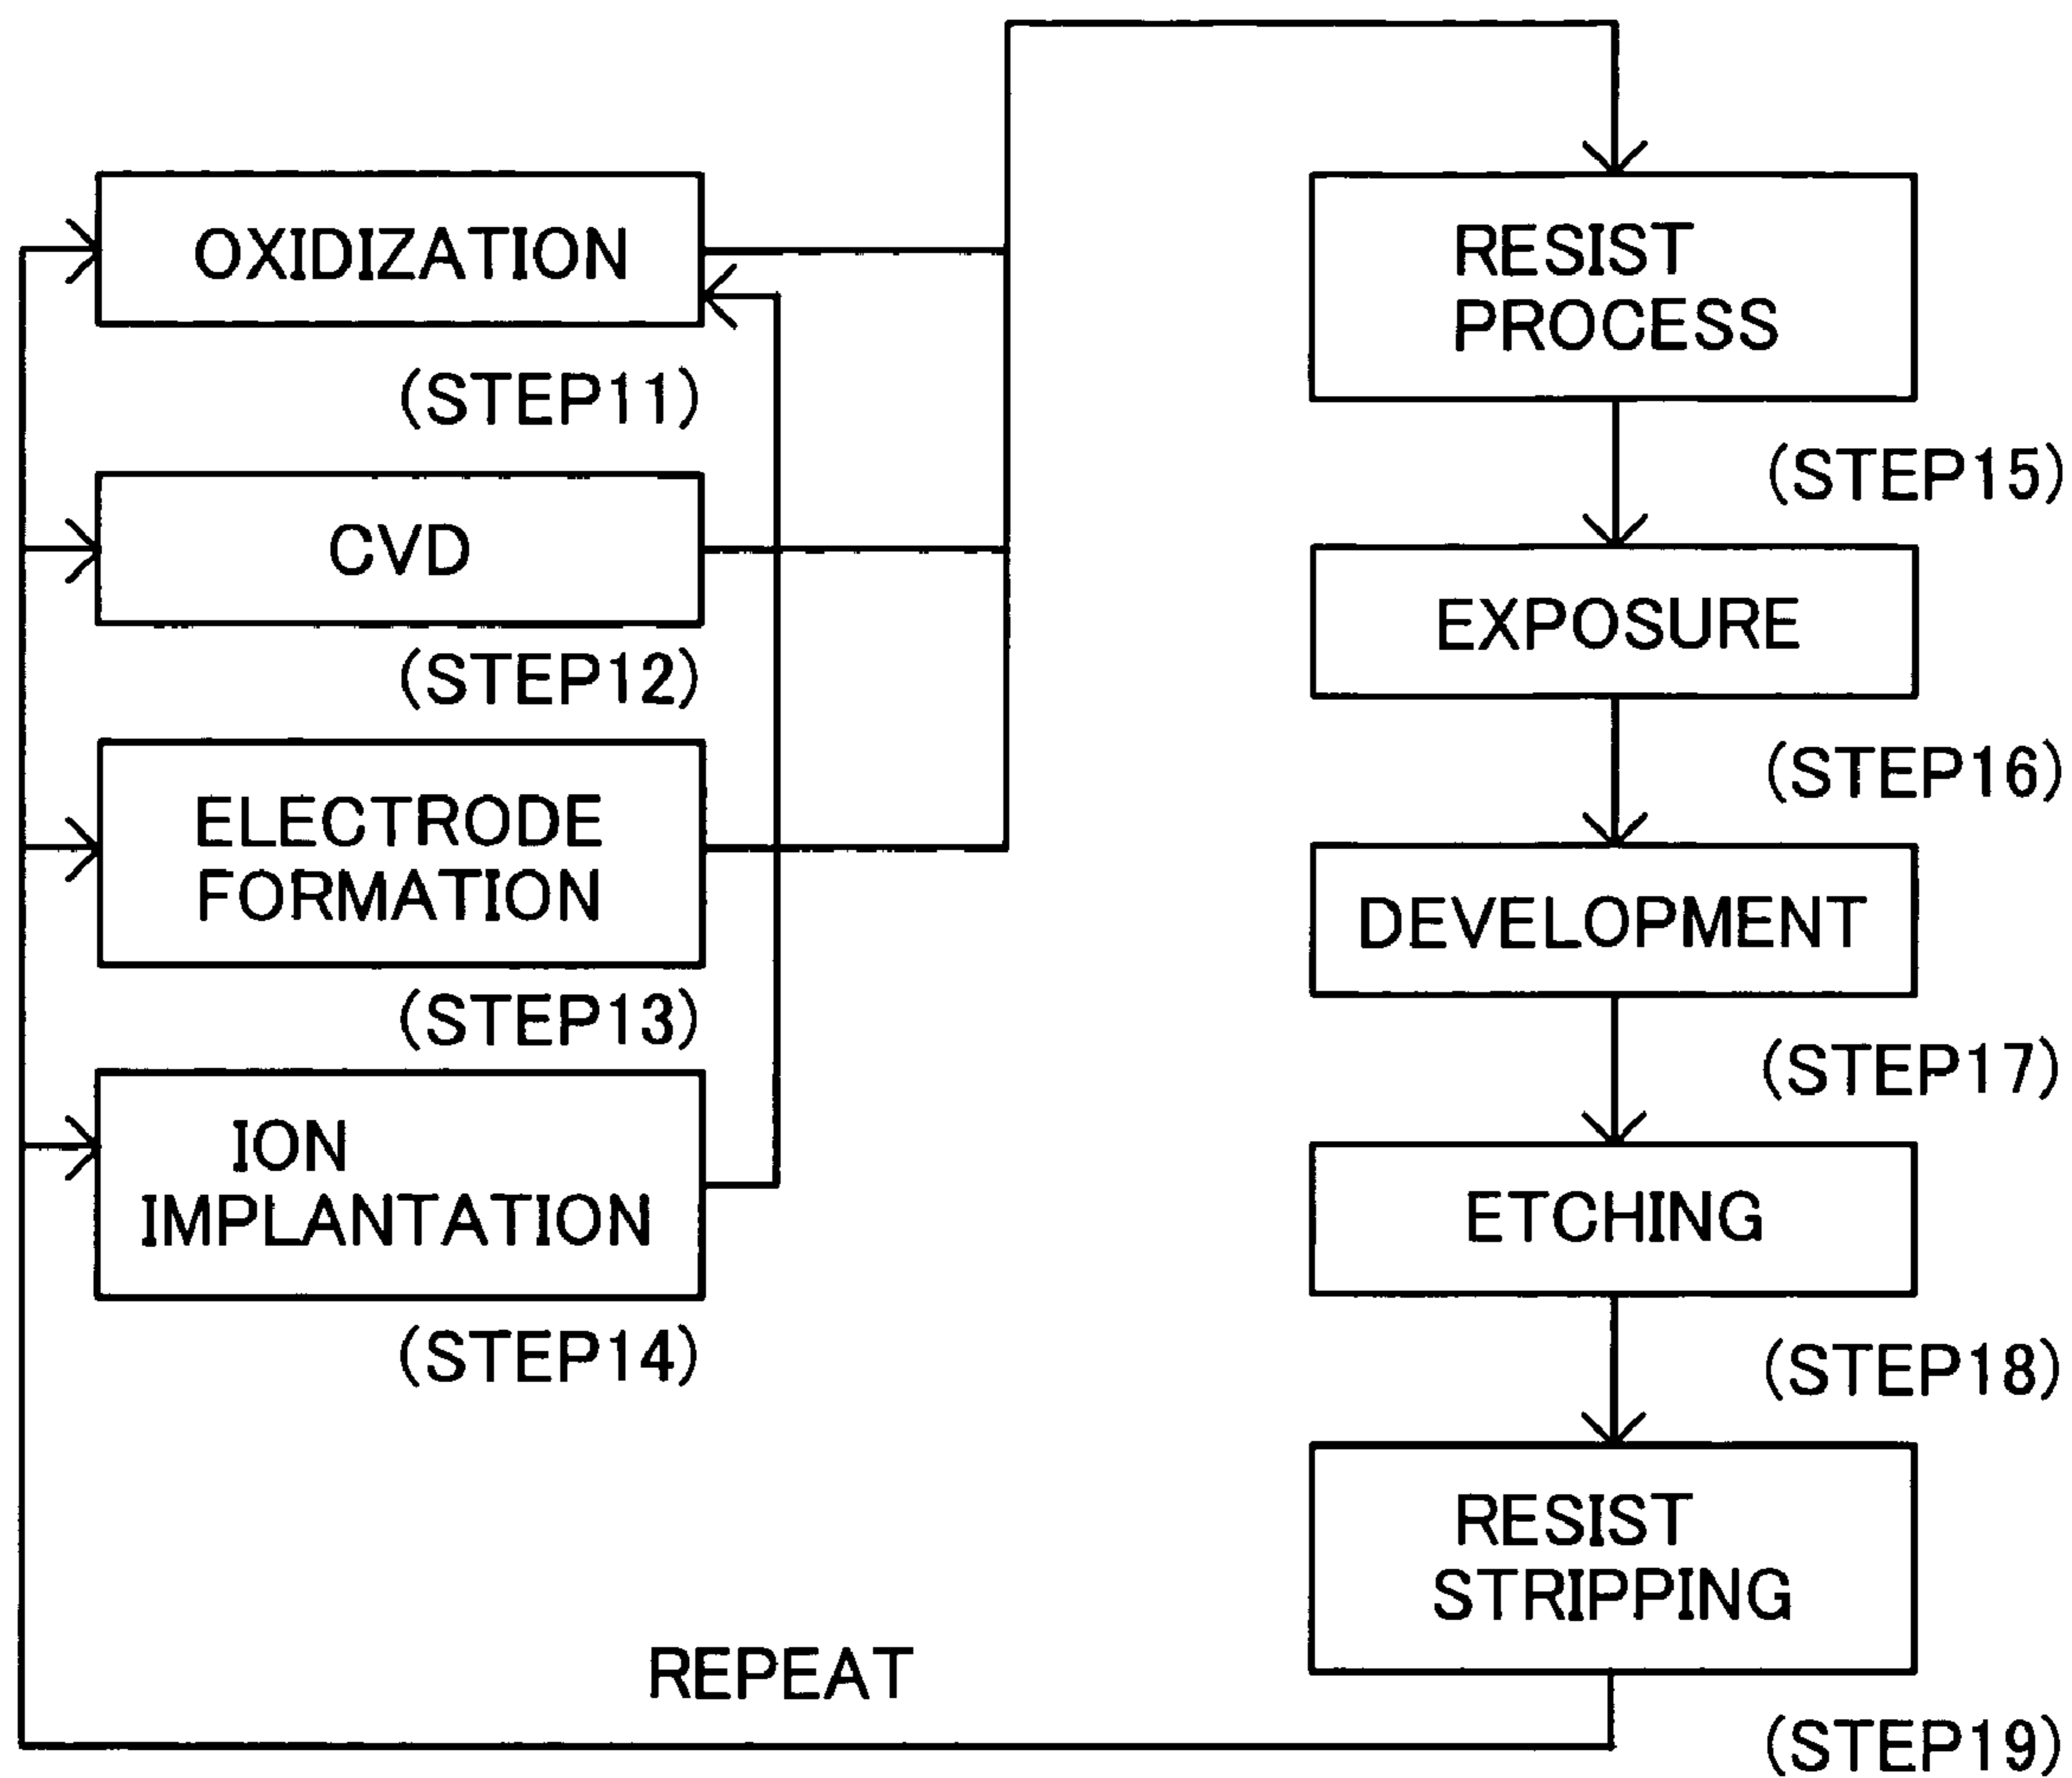 OXIDIZATION
(STEP11)
CVD
(STEP12)
ELECTRODE
FORMATION
(STEP13)
ION
IMPLANTATION
(STEP14)
RESIST
PROCESS
(STEP15)
EXPOSURE
(STEP16)
DEVELOPMENT
(STEP17)
ETCHING
(STEP18)
RESIST
STRIPPING
(STEP19)
REPEAT